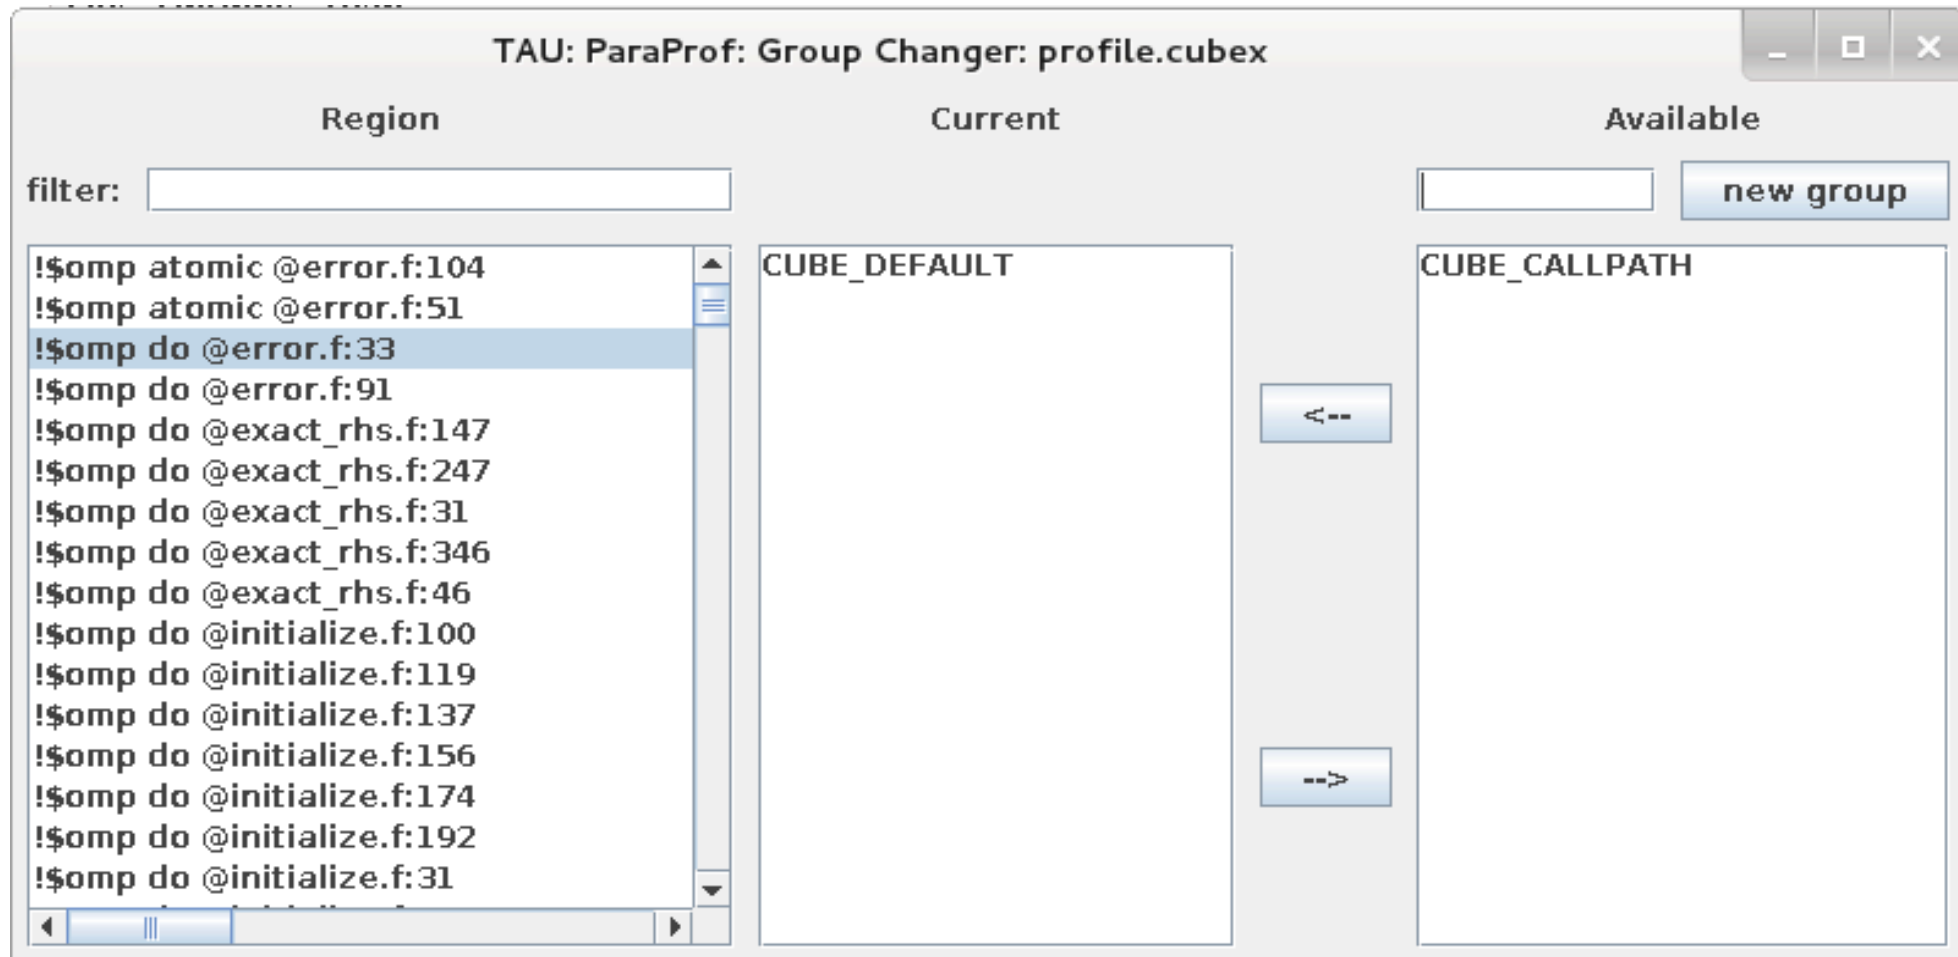 TAU: ParaProf: Group Changer: profile.cubex
Region
Current
Available
filter:
new group
!$omp atomic @error.f:104
!$omp atomic @error.f:51
!$omp do @error.f:33
!$omp do @error.f:91
!$omp do @exact_rhs.f:147
!$omp do @exact_rhs.f:247
!$omp do @exact_rhs.f:31
!$omp do @exact_rhs.f:346
!$omp do @exact_rhs.f:46
!$omp do @initialize.f:100
!$omp do @initialize.f:119
!$omp do @initialize.f:137
!$omp do @initialize.f:156
!$omp do @initialize.f:174
!$omp do @initialize.f:192
!$omp do @initialize.f:31
CUBE_DEFAULT
<--
-->
CUBE_CALLPATH